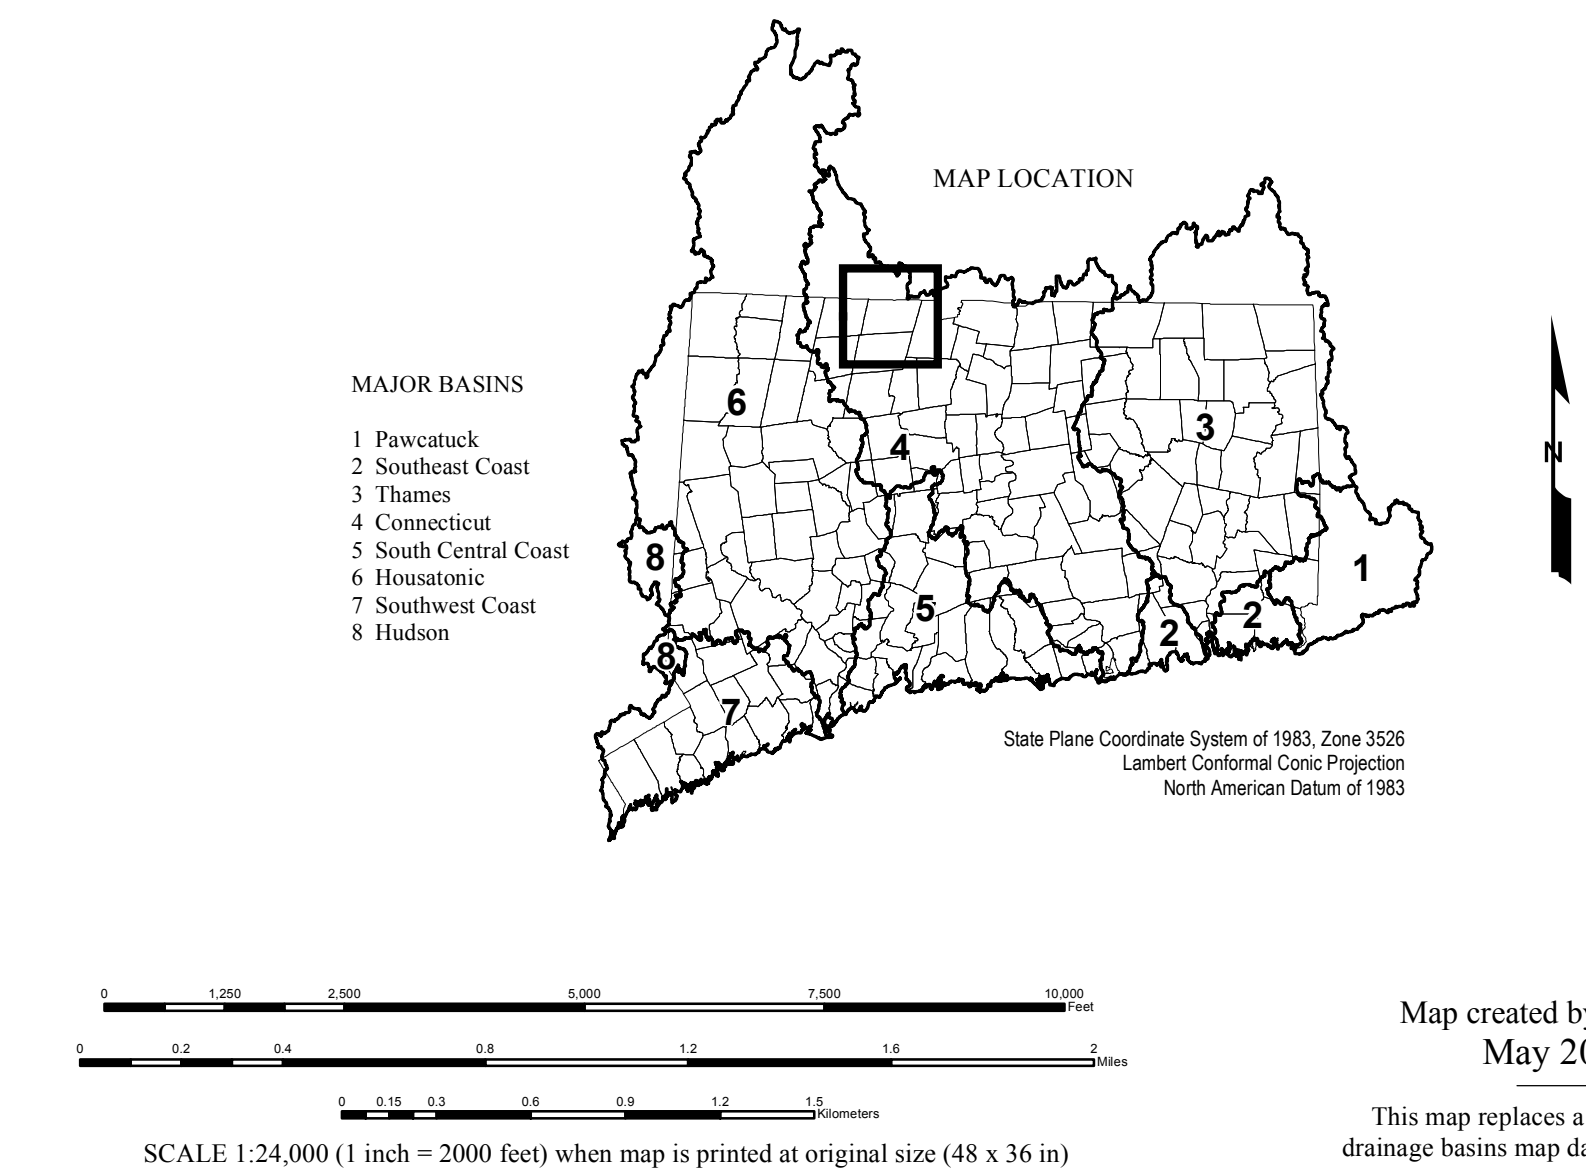 MAP LOCATION
MAJOR BASINS
1 Pawcatuck
2 Southeast Coast
3 Thames
4 Connecticut
5 South Central Coast
6 Housatonic
7 Southwest Coast
8 Hudson
6
4
3
8
5
1
2
2
8
7
N
State Plane Coordinate System of 1983, Zone 3526
Lambert Conformal Conic Projection
North American Datum of 1983
0 1,250 2,500 5,000 7,500 10,000
Feet
0 0.2 0.4 0.8 1.2 1.6 2
Miles
0 0.15 0.3 0.6 0.9 1.2 1.5
Kilometers
SCALE 1:24,000 (1 inch = 2000 feet) when map is printed at original size (48 x 36 in)
Map created by
May 20
This map replaces a
drainage basins map da